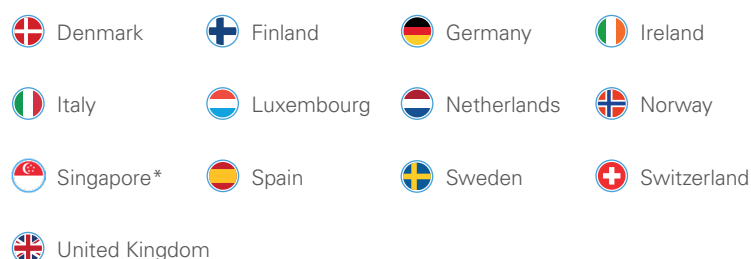 Denmark Finland Germany Ireland
Italy Luxembourg Netherlands Norway
Singapore* Spain Sweden Switzerland
United Kingdom